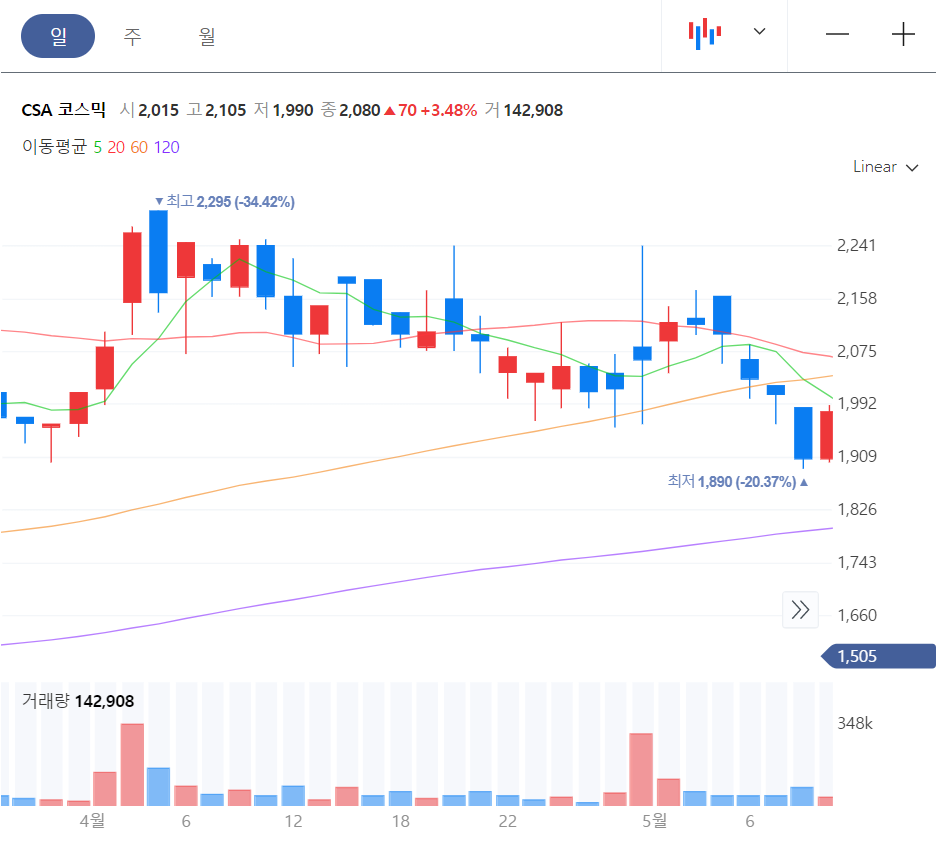 일 주 월
CSA 코스믹 시 2,015 고 2,105 저 1,990 종 2,080 ▲ 70 +3.48% 거 142,908
이동평균 5 20 60 120
Linear
▼최고 2,295 (-34.42%)
2,241
2,158
2,075
1,992
1,909
최저 1,890 (-20.37%) ▲
1,826
1,743
1,660
1,505
거래량 142,908
348k
4월 6 12 18 22 5월 6